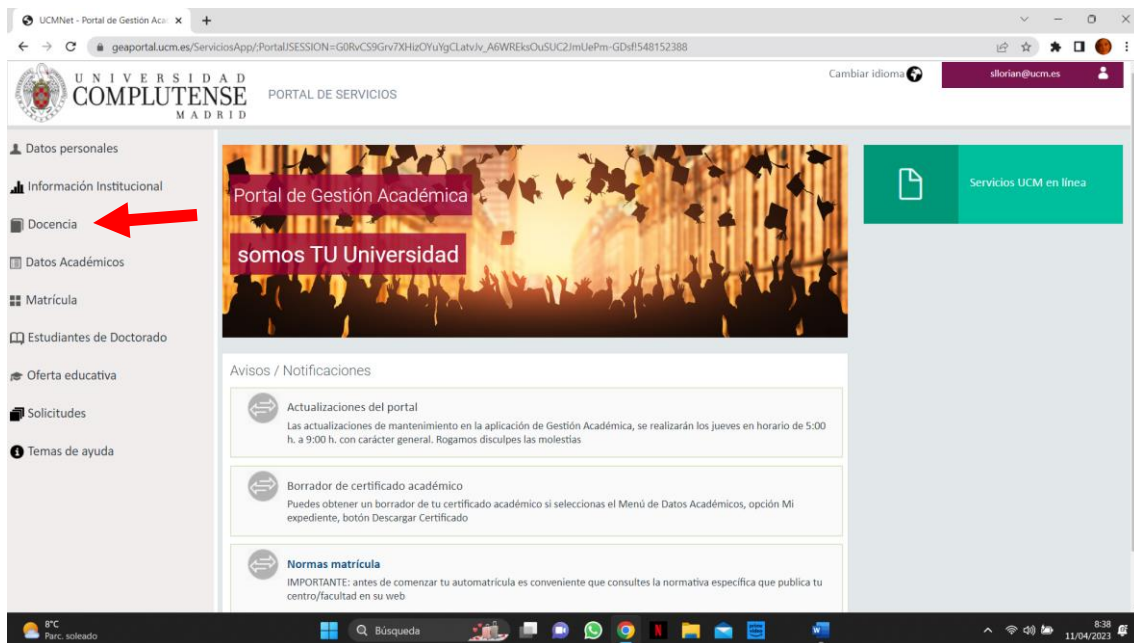 UCMNet - Portal de Gestión Aca
geaportal.ucm.es/ServiciosApp/;PortalJSESSION=G0RvCS9Grv7XHizOYuYgCLatvJv_A6WREksOuSUC2JmUePm-GDsf!548152388
UNIVERSIDAD
COMPLUTENSE
MADRID
PORTAL DE SERVICIOS
Cambiar idioma
sllorian@ucm.es
Datos personales
Información Institucional
Docencia
Datos Académicos
Matrícula
Estudiantes de Doctorado
Oferta educativa
Solicitudes
Temas de ayuda
Portal de Gestión Académica
somos TU Universidad
Servicios UCM en línea
Avisos / Notificaciones
Actualizaciones del portal
Las actualizaciones de mantenimiento en la aplicación de Gestión Académica, se realizarán los jueves en horario de 5:00
h. a 9:00 h. con carácter general. Rogamos disculpes las molestias
Borrador de certificado académico
Puedes obtener un borrador de tu certificado académico si seleccionas el Menú de Datos Académicos, opción Mi
expediente, botón Descargar Certificado
Normas matrícula
IMPORTANTE: antes de comenzar tu automatrícula es conveniente que consultes la normativa específica que publica tu
centro/facultad en su web
8°C
Parc. soleado
Búsqueda
8:38
11/04/2023